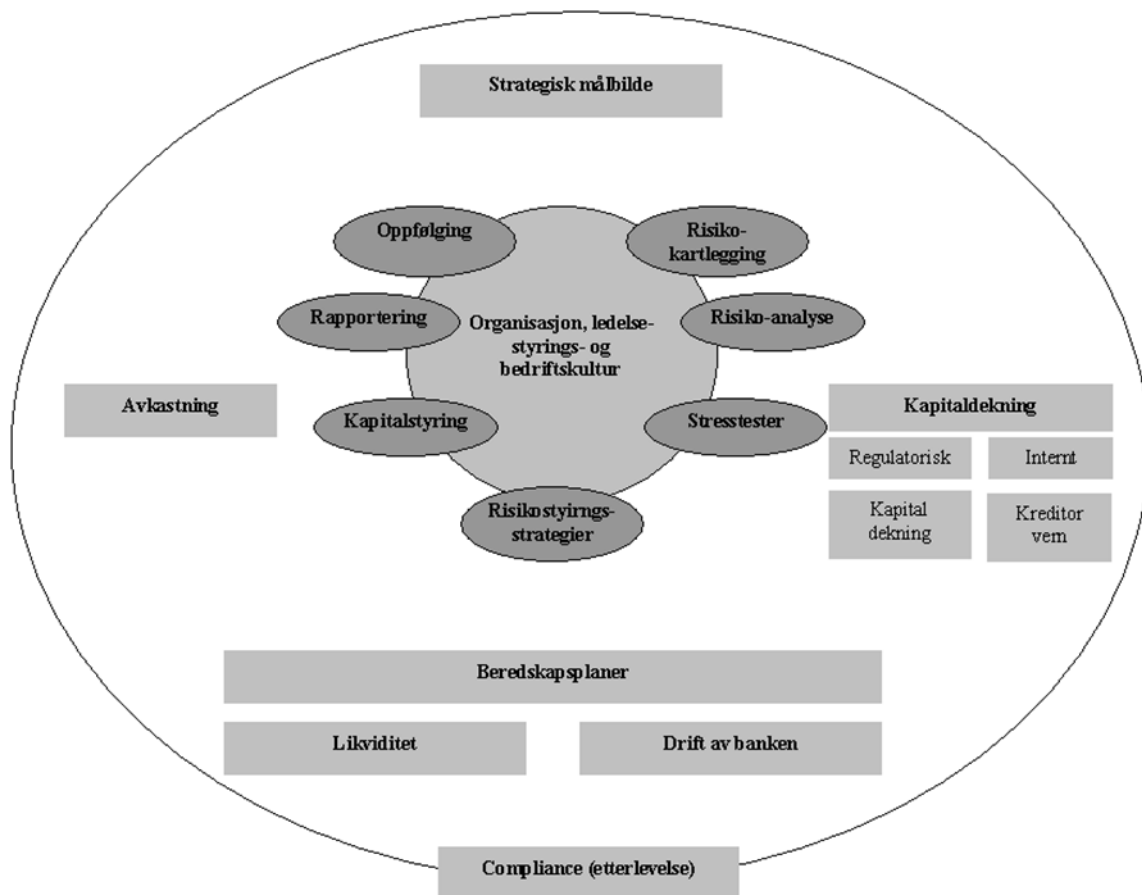 Strategisk målbilde
Oppfølging
Risiko-
kartlegging
Rapportering
Organisasjon, ledelse-
styrings- og
bedriftskultur
Risiko-analyse
Avkastning
Kapitalstyring
Stresstester
Kapitaldekning
Regulatorisk
Internt
Kapital
dekning
Kreditor
vern
Risikostyirngs-
strategier
Beredskapsplaner
Likviditet
Drift av banken
Compliance (etterlevelse)